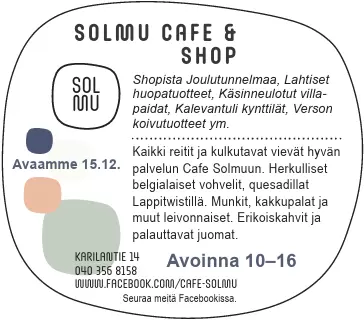 SOLMU CAFE &
SHOP
SOL
MU
Shopista Joulutunnelmaa, Lahtiset
huopatuotteet, Käsinneulotut villa-
paidat, Kalevantuli kynttilät, Verson
koivutuotteet ym.
Avaamme 15.12.
Kaikki reitit ja kulkutavat vievät hyvän
palvelun Cafe Solmuun. Herkulliset
belgialaiset vohvelit, quesadillat
Lappitwistillä. Munkit, kakkupalat ja
muut leivonnaiset. Erikoiskahvit ja
palauttavat juomat.
KARILANTIE 14
040 356 8158
WWW.FACEBOOK.COM/CAFE-SOLMU
Avoinna 10–16
Seuraa meitä Facebookissa.